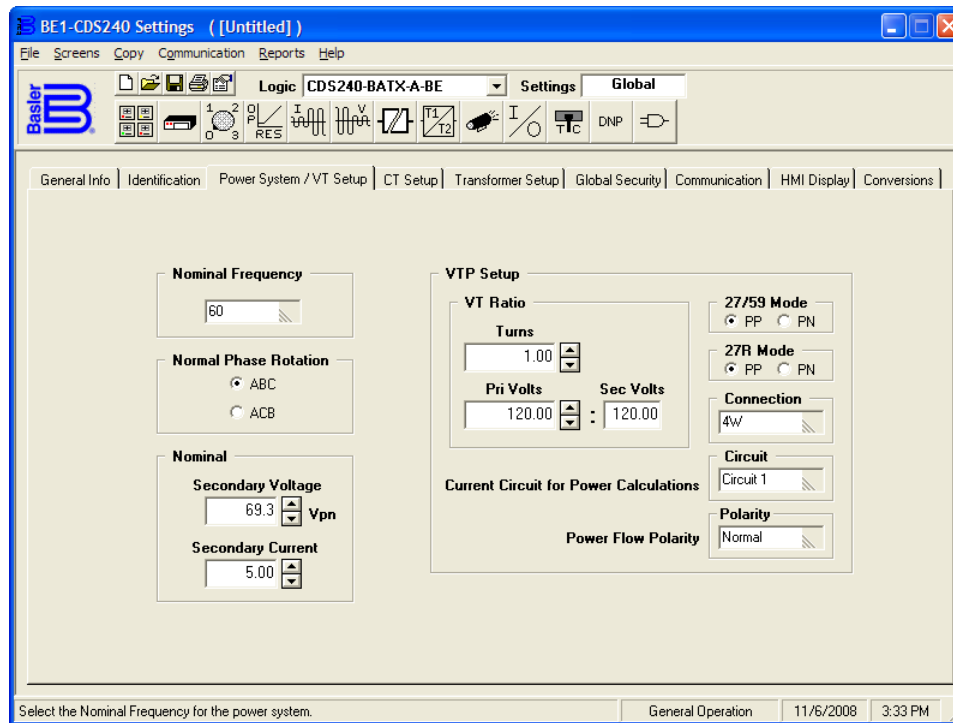 BE1-CDS240 Settings ( [Untitled] )
File Screens Copy Communication Reports Help
Basler
Logic CDS240-BATX-A-BE Settings Global
1 2 0 3 O P RES I V T1 T2 I O T C DNP
General Info Identification Power System / VT Setup CT Setup Transformer Setup Global Security Communication HMI Display Conversions
Nominal Frequency
60
Normal Phase Rotation
ABC
ACB
Nominal
Secondary Voltage
69.3 Vpn
Secondary Current
5.00
VTP Setup
VT Ratio
Turns
1.00
Pri Volts Sec Volts
120.00 : 120.00
27/59 Mode
PP PN
27R Mode
PP PN
Connection
4W
Circuit
Current Circuit for Power Calculations Circuit 1
Polarity
Power Flow Polarity Normal
Select the Nominal Frequency for the power system. General Operation 11/6/2008 3:33 PM